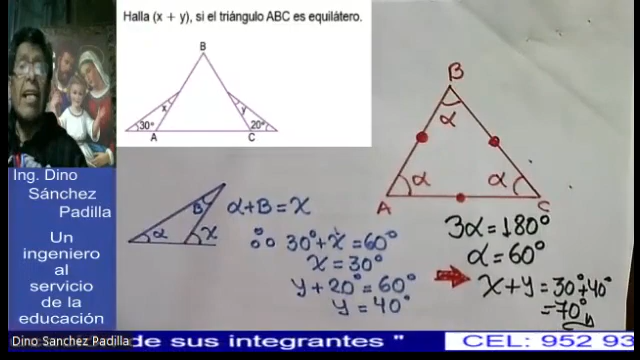 Halla (x + y), si el triángulo ABC es equilátero.
B
x
y
30°
20°
A
C
Ing. Dino
Sánchez
Padilla
Un
ingeniero
al
servicio
de la
educación
B
α
α
α
A
C
α
B
x
α+B=x
3α=180°
α=60°
30°+x=60°
x=30°
y+20°=60°
y=40°
x+y=30°+40°
=70°
de sus integrantes "
CEL: 952 93
Dino Sanchez Padilla